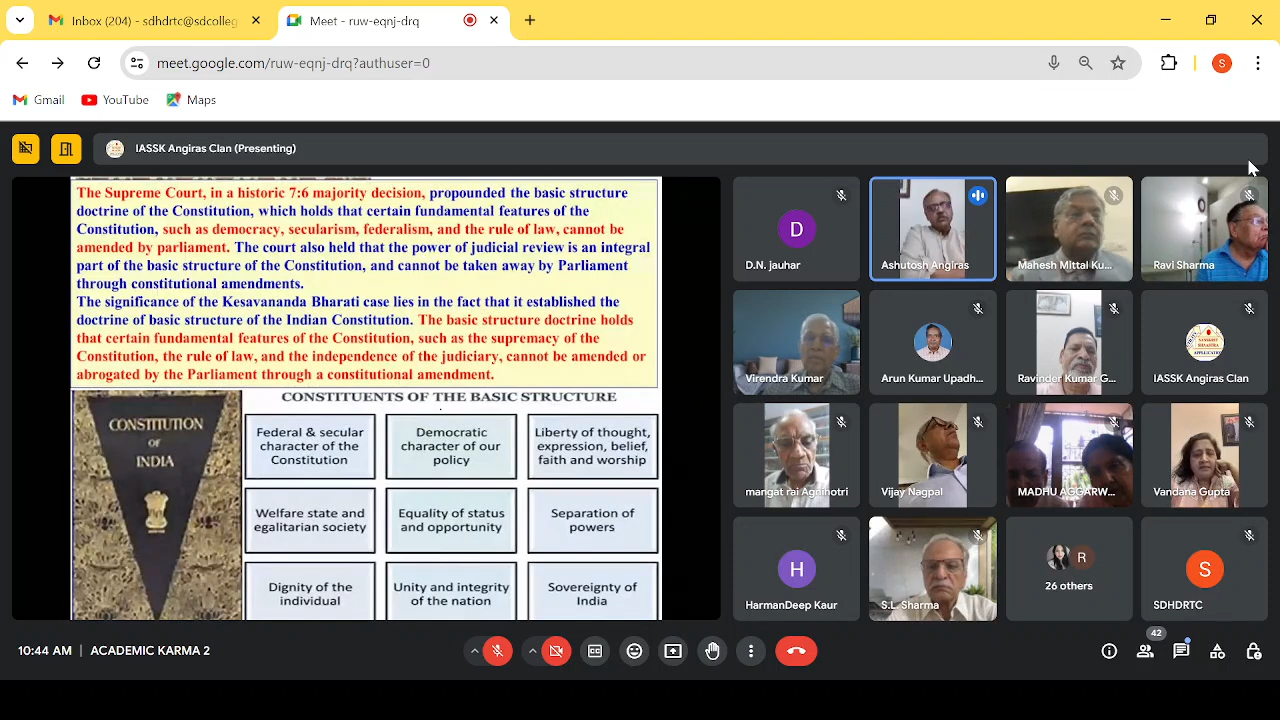 Inbox (204) - sdhdrtc@sdcolleg
Meet - ruw-eqnj-drq
meet.google.com/ruw-eqnj-drq?authuser=0
S
Gmail
YouTube
Maps
IASSK Angiras Clan (Presenting)
The Supreme Court, in a historic 7:6 majority decision, propounded the basic structure
doctrine of the Constitution, which holds that certain fundamental features of the
Constitution, such as democracy, secularism, federalism, and the rule of law, cannot be
amended by parliament. The court also held that the power of judicial review is an integral
part of the basic structure of the Constitution, and cannot be taken away by Parliament
through constitutional amendments.
The significance of the Kesavananda Bharati case lies in the fact that it established the
doctrine of basic structure of the Indian Constitution. The basic structure doctrine holds
that certain fundamental features of the Constitution, such as the supremacy of the
Constitution, the rule of law, and the independence of the judiciary, cannot be amended or
abrogated by the Parliament through a constitutional amendment.
CONSTITUENTS OF THE BASIC STRUCTURE
CONSTITUTION
OF
INDIA
Federal & secular
character of the
Constitution
Democratic
character of our
policy
Liberty of thought,
expression, belief,
faith and worship
Welfare state and
egalitarian society
Equality of status
and opportunity
Separation of
powers
Dignity of the
individual
Unity and integrity
of the nation
Sovereignty of
India
D
D.N. jauhar
Ashutosh Angiras
Mahesh Mittal Ku...
Ravi Sharma
Virendra Kumar
Arun Kumar Upadh...
Ravinder Kumar G...
SANSKRIT
SHAASTRA
APPLICATION
IASSK Angiras Clan
mangat rai Agnihotri
Vijay Nagpal
MADHU AGGARW...
Vandana Gupta
H
HarmanDeep Kaur
S.L. Sharma
R
26 others
S
SDHDRTC
10:44 AM | ACADEMIC KARMA 2
42